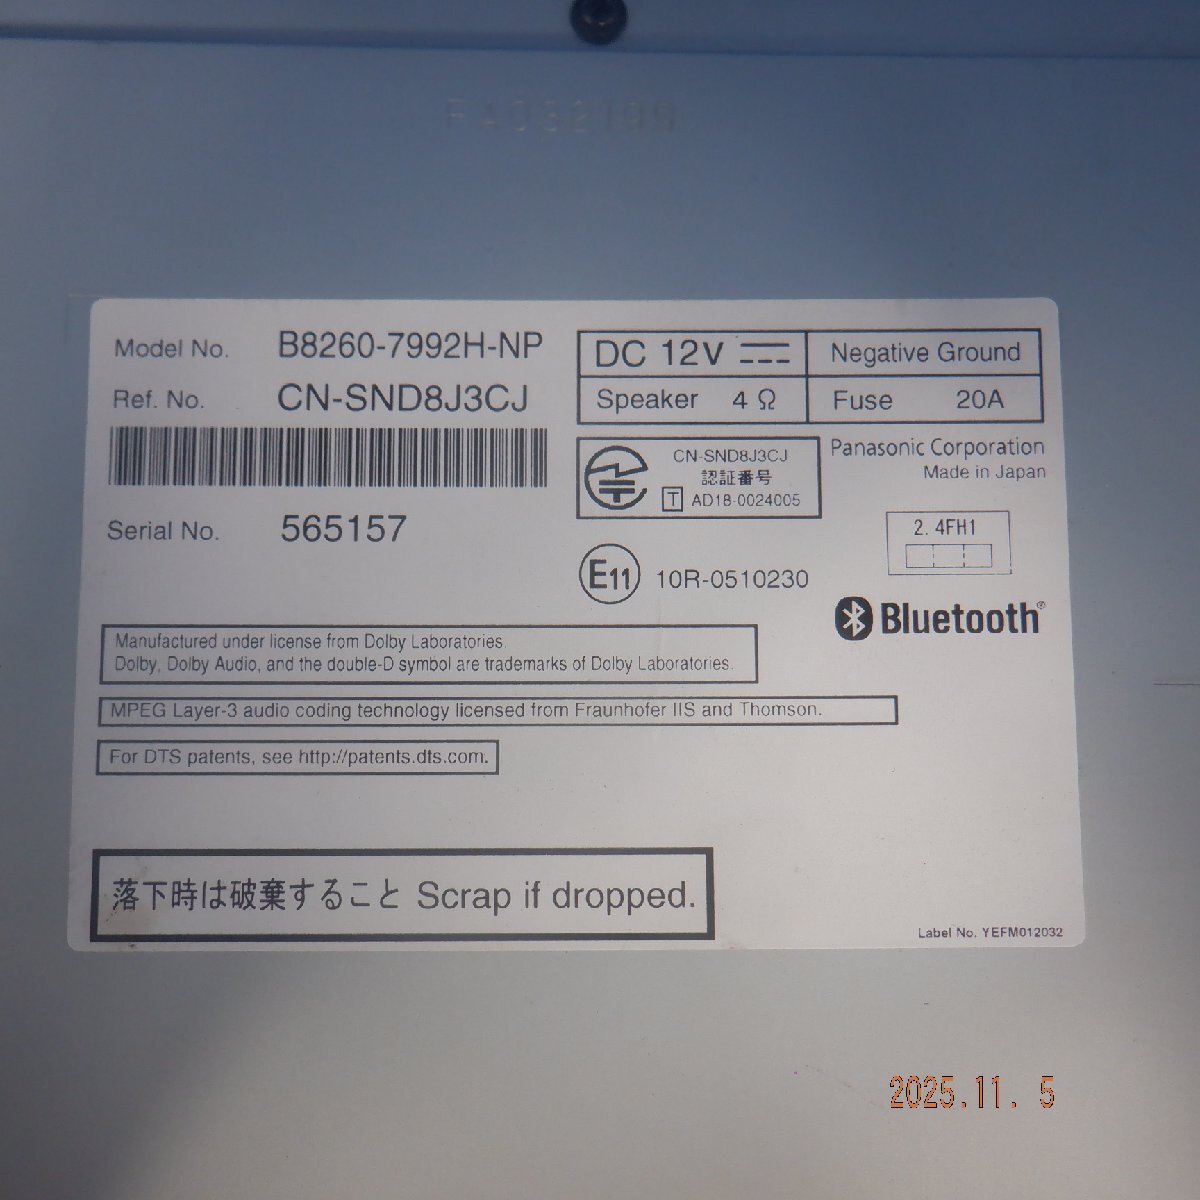 Model No. B8260-7992H-NP
Ref. No. CN-SND8J3CJ
Serial No. 565157
DC 12V Negative Ground
Speaker 4 Ω Fuse 20A
CN-SND8J3CJ
認証番号
T AD18-0024005
Panasonic Corporation
Made in Japan
2.4FH1
E11 10R-0510230
Bluetooth®
Manufactured under license from Dolby Laboratories.
Dolby, Dolby Audio, and the double-D symbol are trademarks of Dolby Laboratories.
MPEG Layer-3 audio coding technology licensed from Fraunhofer IIS and Thomson.
For DTS patents, see http://patents.dts.com.
落下時は破棄すること Scrap if dropped.
Label No. YEFM012032
2025.11. 5